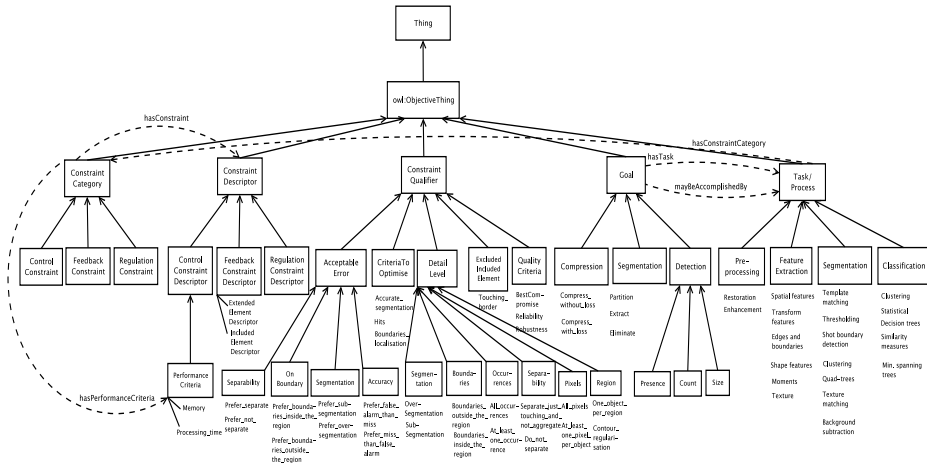 Thing
owl:ObjectiveThing
hasConstraint
hasConstraintCategory
hasTask
mayBeAccomplishedBy
Constraint
Category
Constraint
Descriptor
Constraint
Qualifier
Goal
Task/
Process
Control
Constraint
Feedback
Constraint
Regulation
Constraint
Control
Constraint
Descriptor
Feedback
Constraint
Descriptor
Regulation
Constraint
Descriptor
Acceptable
Error
CriteriaTo
Optimise
Detail
Level
Excluded
Included
Element
Quality
Criteria
Compression
Segmentation
Detection
Pre-
processing
Feature
Extraction
Segmentation
Classification
Extended
Element
Descriptor
Included
Element
Descriptor
Accurate_
segmentation
Hits
Boundaries_
localisation
Touching_
border
BestCom-
promise
Reliability
Robustness
Compress_
without_loss
Compress_
with_loss
Partition
Extract
Eliminate
Restoration
Enhancement
Spatial features
Transform
features
Edges and
boundaries
Shape features
Moments
Texture
Template
matching
Thresholding
Shot boundary
detection
Clustering
Quad-trees
Texture
matching
Background
subtraction
Clustering
Statistical
Decision trees
Similarity
measures
Min, spanning
trees
hasPerformanceCriteria
Performance
Criteria
Memory
Processing_time
Separability
On
Boundary
Segmentation
Accuracy
Segmen-
tation
Bounda-
ries
Occur-
rences
Separa-
bility
Pixels
Region
Presence
Count
Size
Prefer_separate
Prefer_not_
separate
Prefer_bounda-
ries_inside_the
region
Prefer_bounda-
ries_outside_
the_region
Prefer_sub-
segmentation
Prefer_over-
segmentation
Prefer_false_
alarm_than_
miss
Prefer_miss_
than_false_
alarm
Over-
Segmentation
Sub-
Segmentation
Boundaries_
outside_the
region
Boundaries_
inside_the
region
All_occur-
rences
At_least_
one_occur-
rence
Separate_just
touching_and
not_aggregate
Do_not_
separate
All_pixels
At_least_
one_pixel_
per_object
One_object_
per_region
Contour_
regulari-
sation